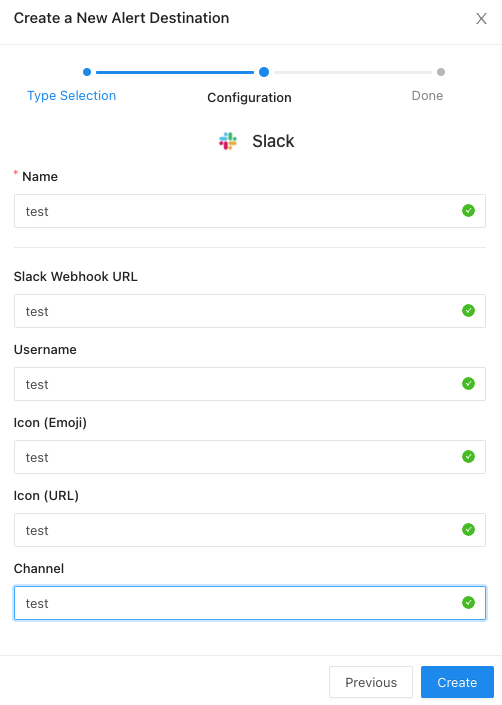 Create a New Alert Destination X
Type Selection Configuration Done
Slack
* Name
test
Slack Webhook URL
test
Username
test
Icon (Emoji)
test
Icon (URL)
test
Channel
test
Previous Create